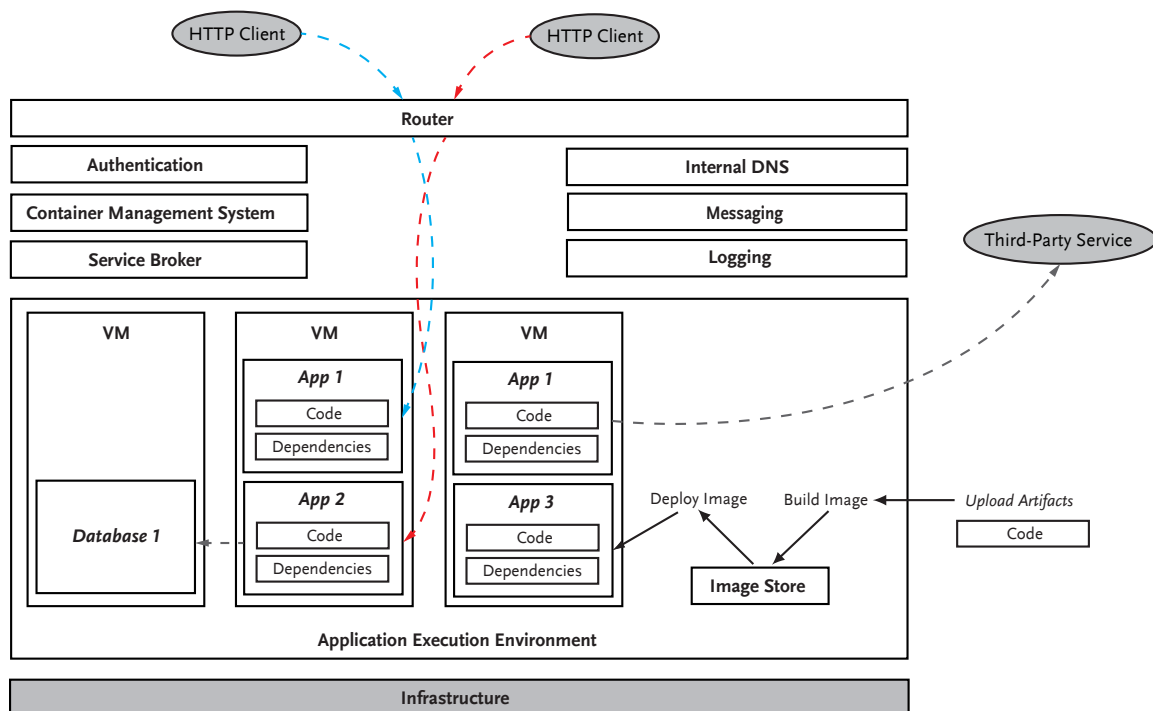 HTTP Client
HTTP Client
Router
Authentication
Internal DNS
Container Management System
Messaging
Service Broker
Logging
Third-Party Service
VM
VM
VM
App 1
App 1
Code
Code
Dependencies
Dependencies
App 2
App 3
Deploy Image
Build Image
Upload Artifacts
Database 1
Code
Code
Code
Dependencies
Dependencies
Image Store
Application Execution Environment
Infrastructure